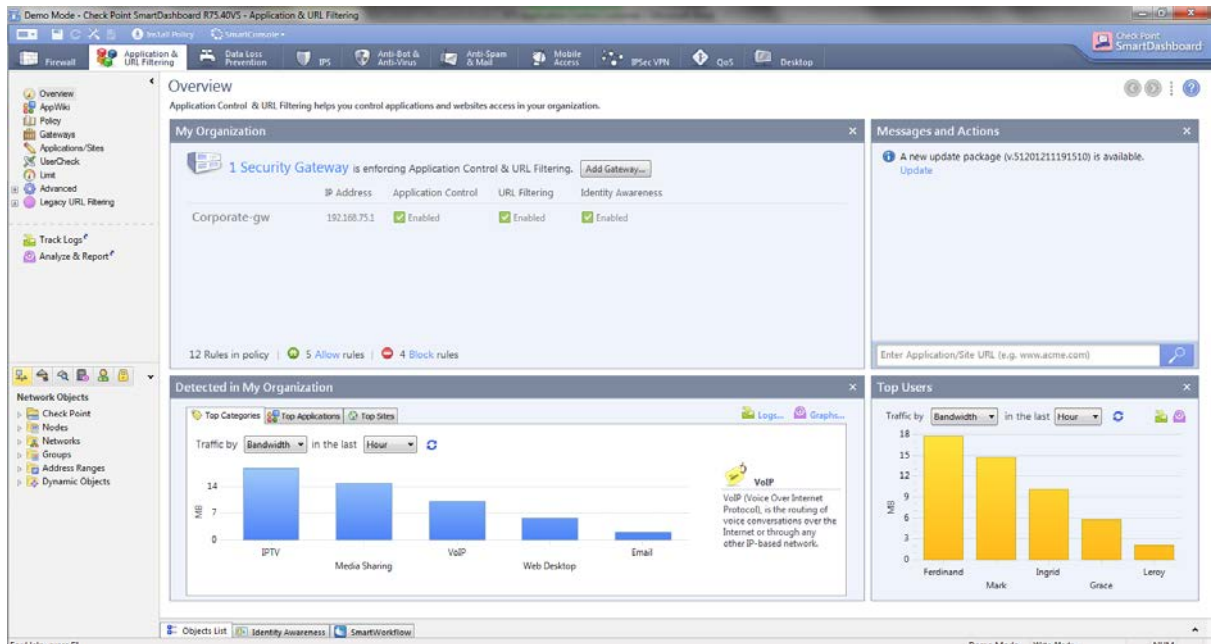 Demo Mode - Check Point SmartDashboard R75.40VS - Application & URL Filtering
Install Policy
SmartConsole
Check Point
SmartDashboard
Firewall
Application &
URL Filtering
Data Loss
Prevention
IPS
Anti-Bot &
Anti-Virus
Anti-Spam
& Mail
Mobile
Access
IPSec VPN
QoS
Desktop
Overview
AppWiki
Policy
Gateways
Applications/Sites
UserCheck
Limit
Advanced
Legacy URL Filtering
Track Logs
Analyze & Report
Network Objects
Check Point
Nodes
Networks
Groups
Address Ranges
Dynamic Objects
Overview
Application Control & URL Filtering helps you control applications and websites access in your organization.
My Organization
1 Security Gateway is enforcing Application Control & URL Filtering. Add Gateway...
IP Address Application Control URL Filtering Identity Awareness
Corporate-gw 192.168.75.1 Enabled Enabled Enabled
12 Rules in policy | 5 Allow rules | 4 Block rules
Messages and Actions
A new update package (v.51201211191510) is available.
Update
Enter Application/Site URL (e.g. www.acme.com)
Detected in My Organization
Top Categories Top Applications Top Sites Logs... Graphs...
Traffic by Bandwidth in the last Hour
14
7
0
MB
IPTV
Media Sharing
VoIP
Web Desktop
Email
VoIP
VoIP (Voice Over Internet
Protocol), is the routing of
voice conversations over the
Internet or through any
other IP-based network.
Top Users
Traffic by Bandwidth in the last Hour
18
15
12
9
6
3
0
MB
Ferdinand
Mark
Ingrid
Grace
Leroy
Objects List Identity Awareness SmartWorkflow